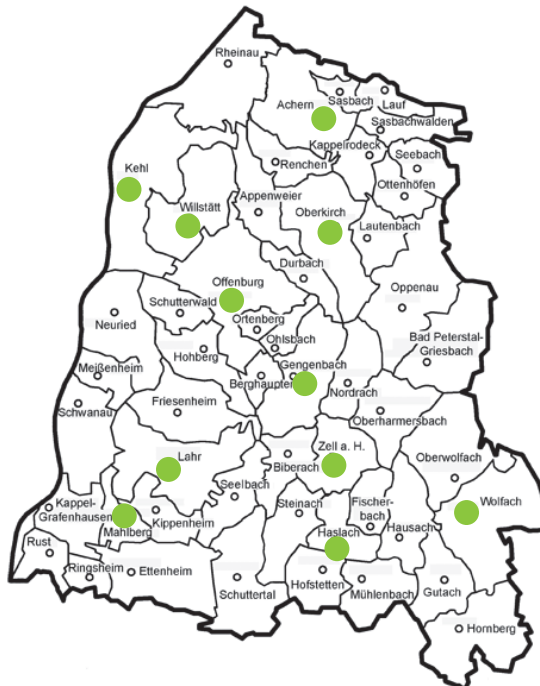 Rheinau
Achern
Sasbach
Lauf
Sasbachwalden
Kappelrodeck
Renchen
Seebach
Kehl
Ottenhöfen
Willstätt
Appenweier
Oberkirch
Lautenbach
Durbach
Offenburg
Oppenau
Schutterwald
Neuried
Ortenberg
Ohlsbach
Bad Peterstal-
Griesbach
Hohberg
Meißenheim
Gengenbach
Berghaupten
Nordrach
Schwanau
Friesenheim
Oberharmersbach
Lahr
Zell a. H.
Biberach
Oberwolfach
Seelbach
Kappel-
Grafenhausen
Steinach
Fischer-
bach
Wolfach
Mahlberg
Kippenheim
Haslach
Hausach
Rust
Ringsheim
Ettenheim
Schuttertal
Hofstetten
Mühlenbach
Gutach
Hornberg